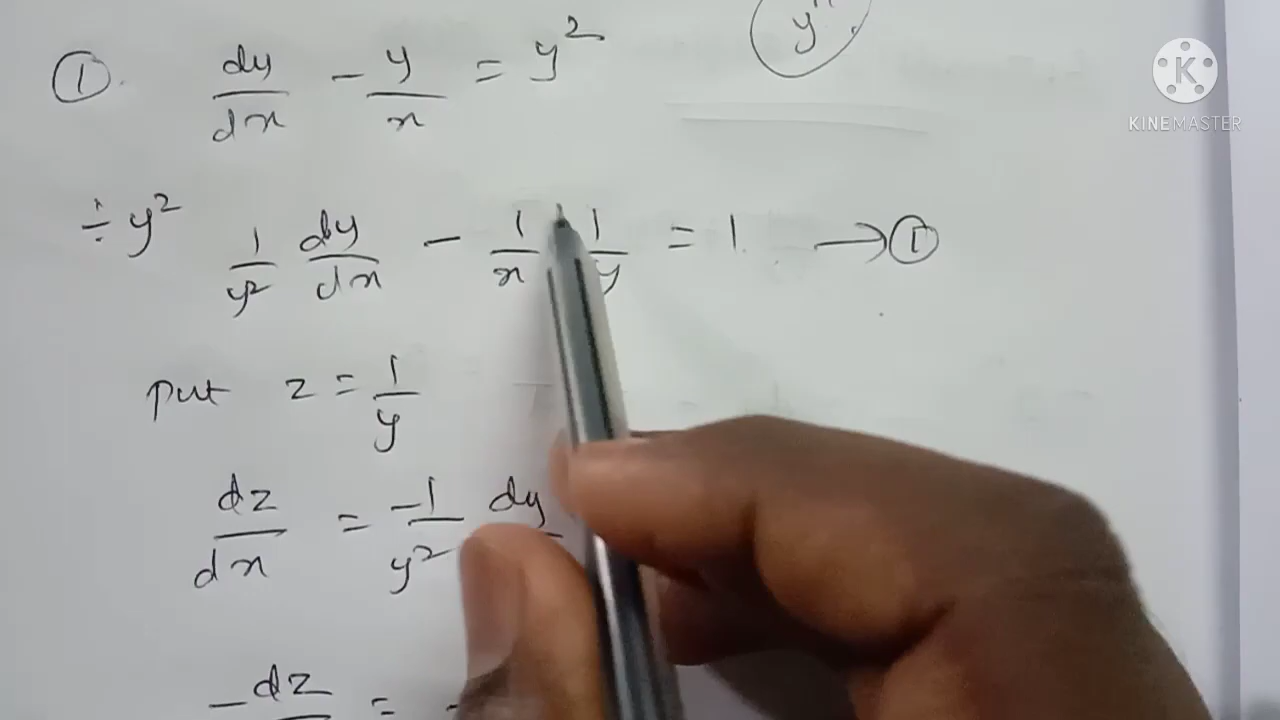 ① dy/dx - y/x = y² yⁿ
K
KINEMASTER
÷ y² 1/y² dy/dx - 1/x 1/y = 1 → ①
put z = 1/y
dz/dx = -1/y² dy
-dz =